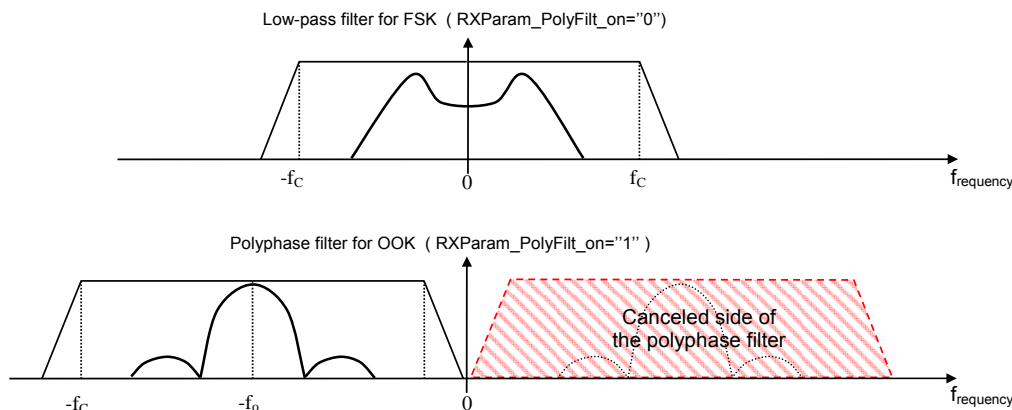 Low-pass filter for FSK ( RXParam_PolyFilt_on=''0'')
-fC 0 fC
frequency
Polyphase filter for OOK ( RXParam_PolyFilt_on=''1'' )
Canceled side of
the polyphase filter
-fC -fo 0
frequency